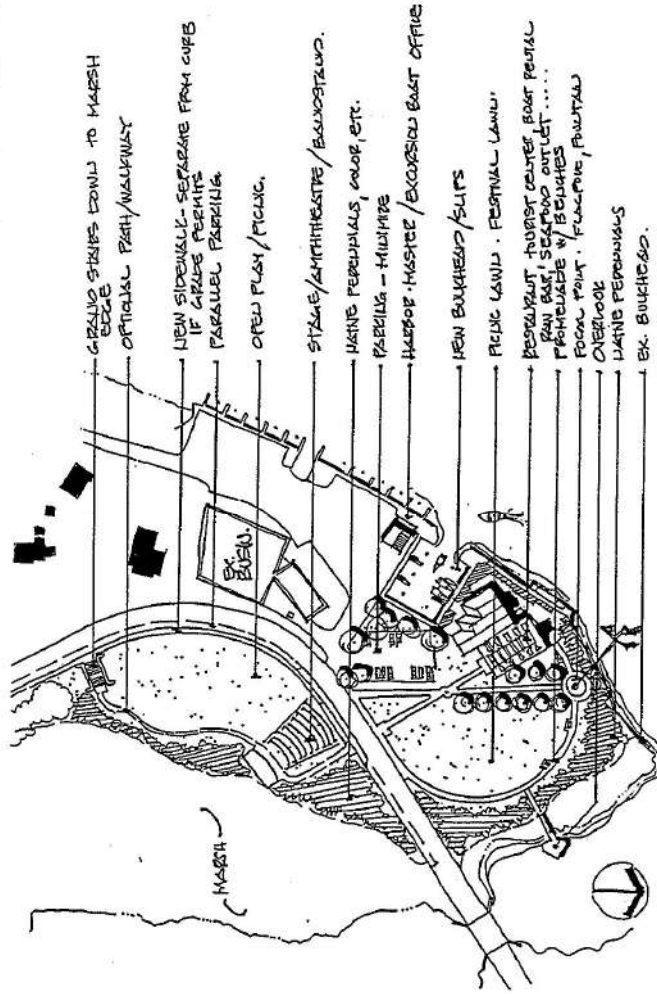 GRAND STAIRS DOWN TO MARSH
EDGE
OPTIONAL PATH/WALKWAY
NEW SIDEWALK - SEPARATE FROM CURB
IF GRADE PERMITS
PARALLEL PARKING.
OPEN PLAY/PICNIC.
STAGE/AMPHITHEATRE/BANDSTAND.
NATIVE PERENNIALS, COLOR, ETC.
PARKING - MINIMIZE
HARBOR-MASTER/EXCURSION BOAT OFFICE
NEW BULKHEAD/SLIPS
PICNIC LAWN. FESTIVAL LAWN.
RESTAURANT, TOURIST CENTER, BOAT RENTAL
RAW BAR, SEAFOOD OUTLET.....
PROMENADE W/ BENCHES
FOCAL POINT. FLAGPOLE, FOUNTAIN
OVERLOOK
NATIVE PERENNIALS
EX. BULKHEAD.
EX.
BUSN.
MARSH